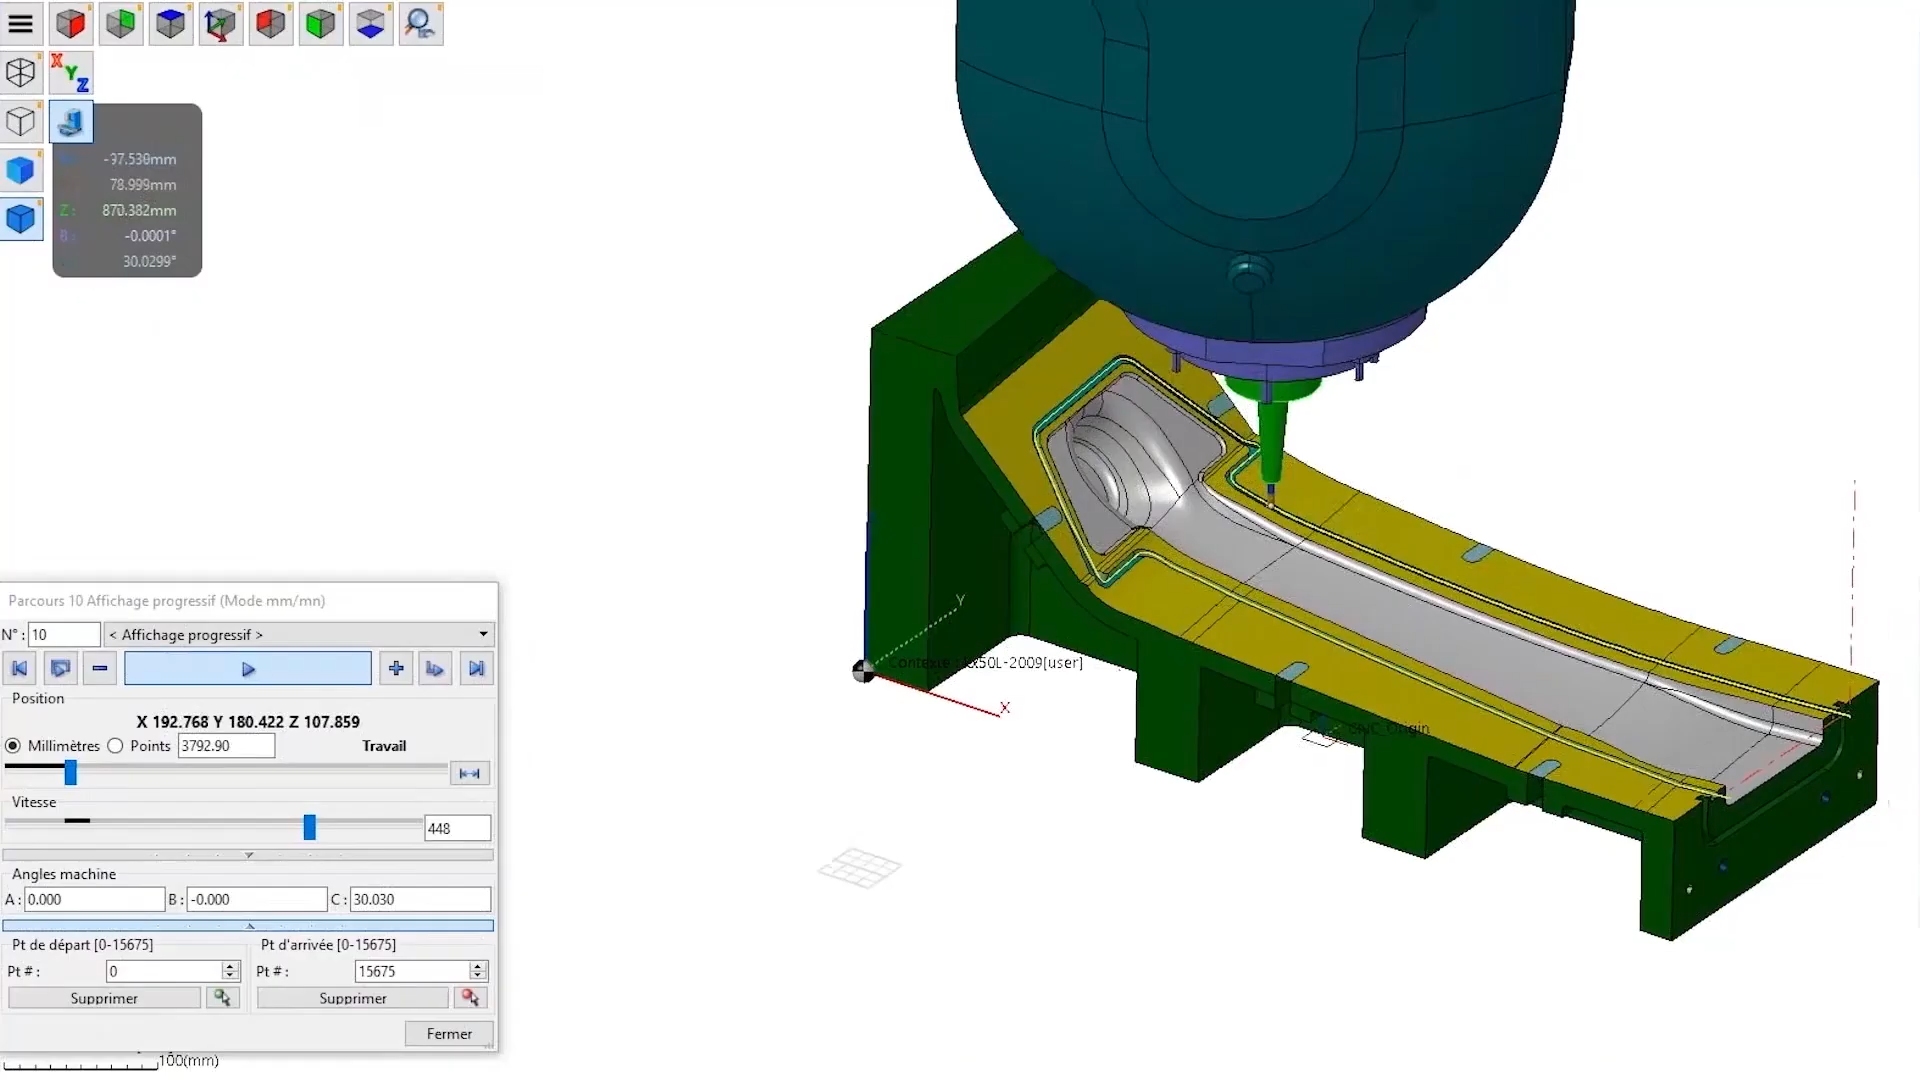 X
Y
Z
-97.530mm
78.999mm
Z: 870.382mm
B: -0.0001°
30.0299°
Parcours 10 Affichage progressif (Mode mm/mn)
N° : 10 < Affichage progressif >
Position
X 192.768 Y 180.422 Z 107.859
Millimètres Points 3792.90 Travail
Vitesse
448
Angles machine
A : 0.000 B : -0.000 C : 30.030
Pt de départ [0-15675] Pt d'arrivée [0-15675]
Pt # : 0 Pt # : 15675
Supprimer Supprimer
Fermer
100(mm)
Y
X50L-2009[user]
X
CNC_Origin